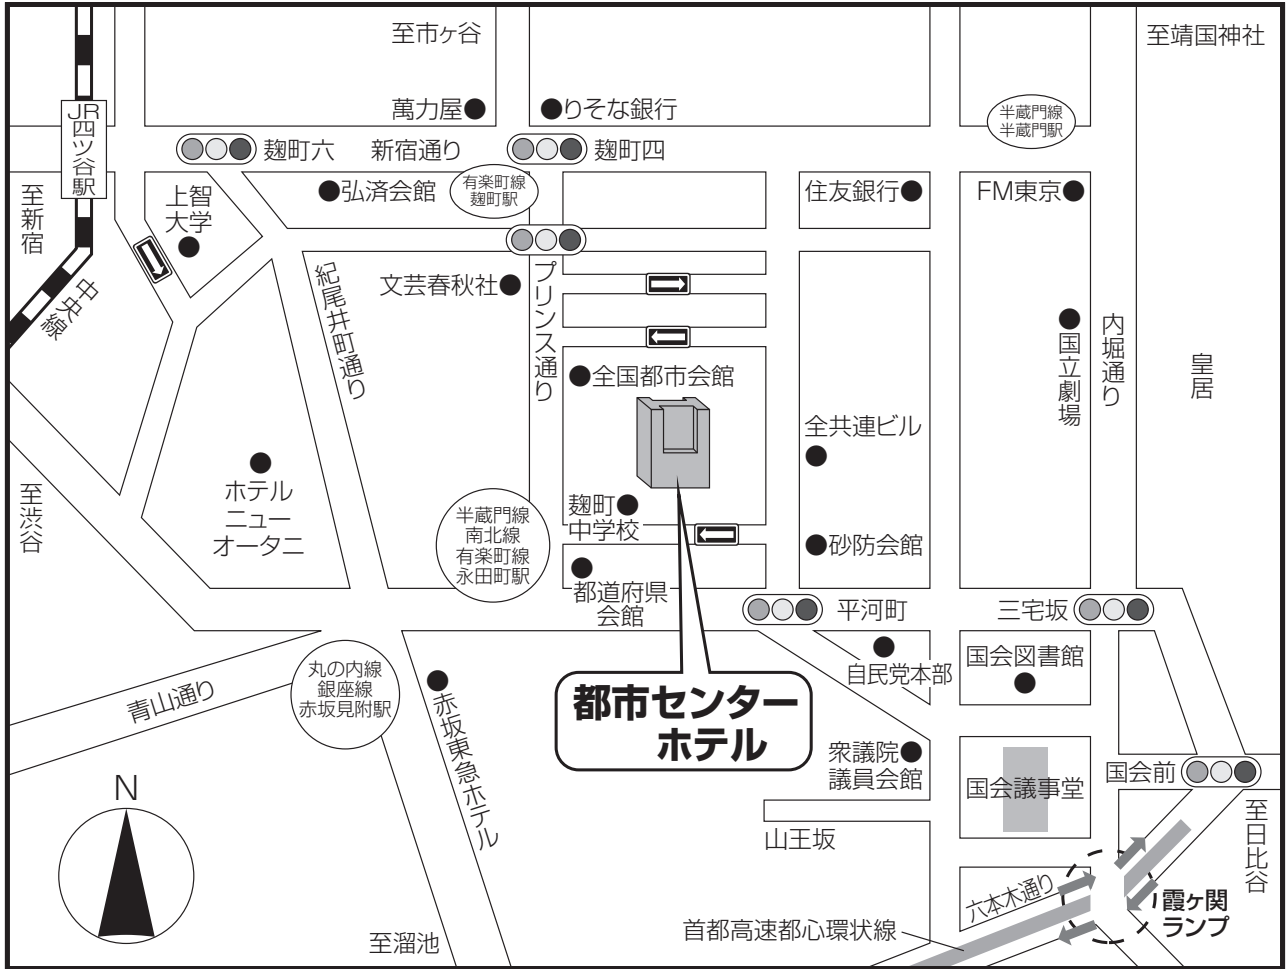 至市ヶ谷
至靖国神社
萬力屋
りそな銀行
半蔵門線
半蔵門駅
JR四ツ谷駅
麹町六
新宿通り
麹町四
至新宿
上智
大学
弘済会館
有楽町線
麹町駅
住友銀行
FM東京
中央線
紀尾井町通り
文芸春秋社
プリンス通り
国立劇場
内堀通り
皇居
全国都市会館
全共連ビル
至渋谷
ホテル
ニュー
オータニ
半蔵門線
南北線
有楽町線
永田町駅
麹町
中学校
砂防会館
都道府県
会館
平河町
三宅坂
丸の内線
銀座線
赤坂見附駅
青山通り
赤坂東急ホテル
自民党本部
国会図書館
都市センター
ホテル
衆議院
議員会館
国会議事堂
国会前
N
山王坂
至日比谷
六本木通り
霞ヶ関
ランプ
首都高速都心環状線
至溜池